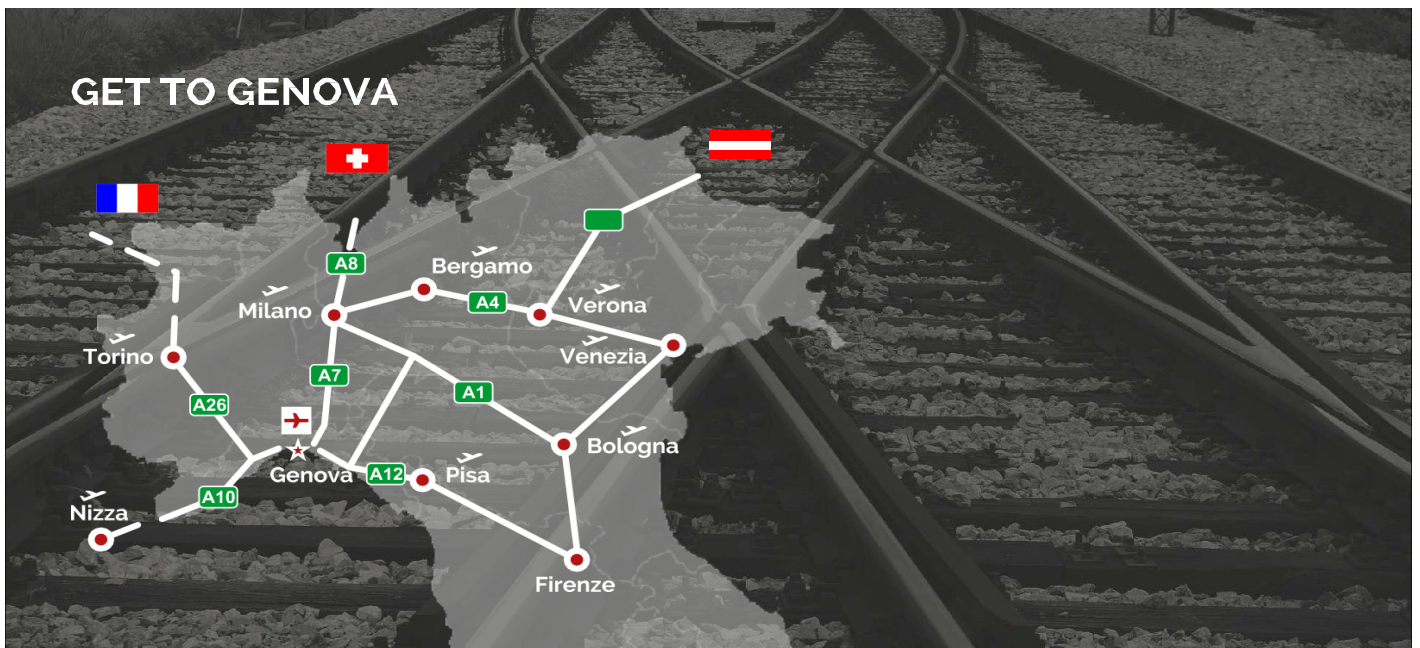 GET TO GENOVA
A8
Bergamo
A4
Verona
Milano
Venezia
Torino
A7
A1
A26
Bologna
Genova
A12
Pisa
A10
Nizza
Firenze